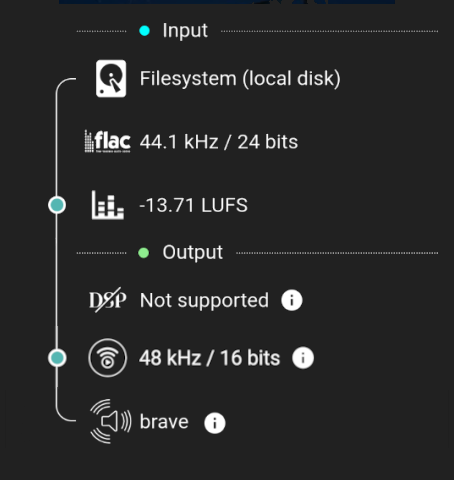 Input
Filesystem (local disk)
flac 44.1 kHz / 24 bits
-13.71 LUFS
Output
DSP Not supported i
48 kHz / 16 bits i
brave i